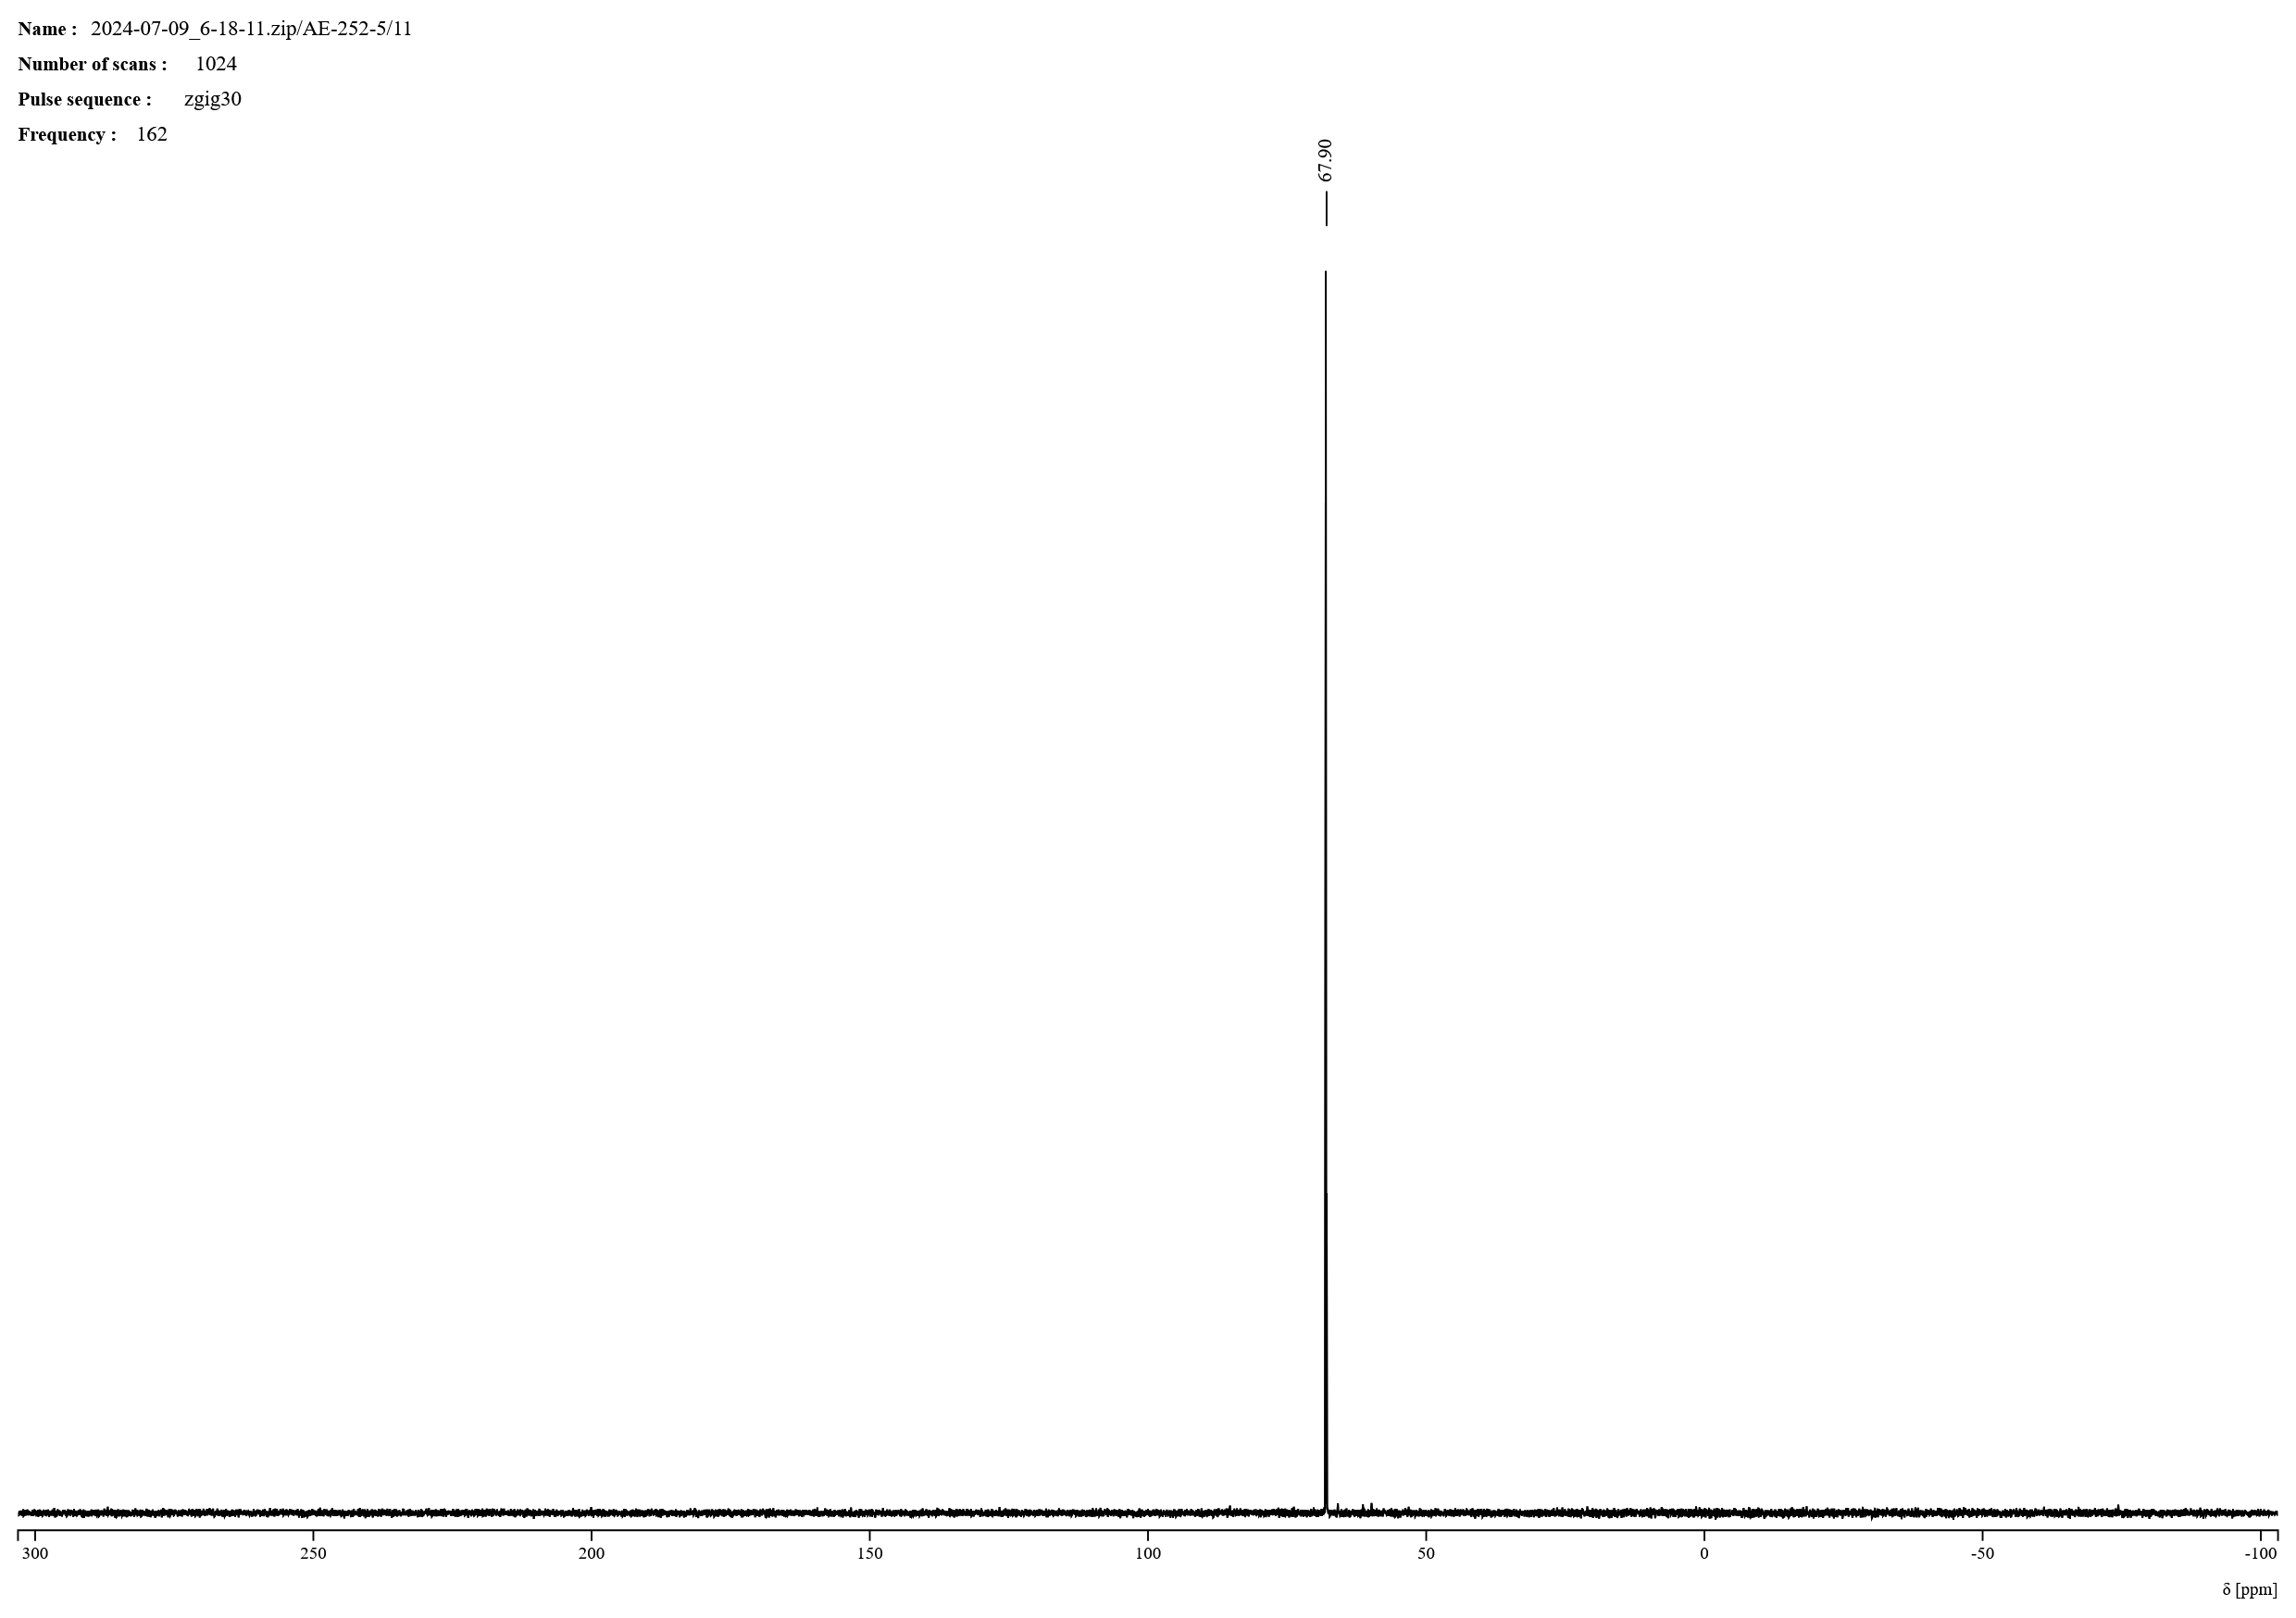 Name : 2024-07-09_6-18-11.zip/AE-252-5/11
Number of scans : 1024
Pulse sequence : zgig30
Frequency : 162
67.90
300 250 200 150 100 50 0 -50 -100
δ [ppm]